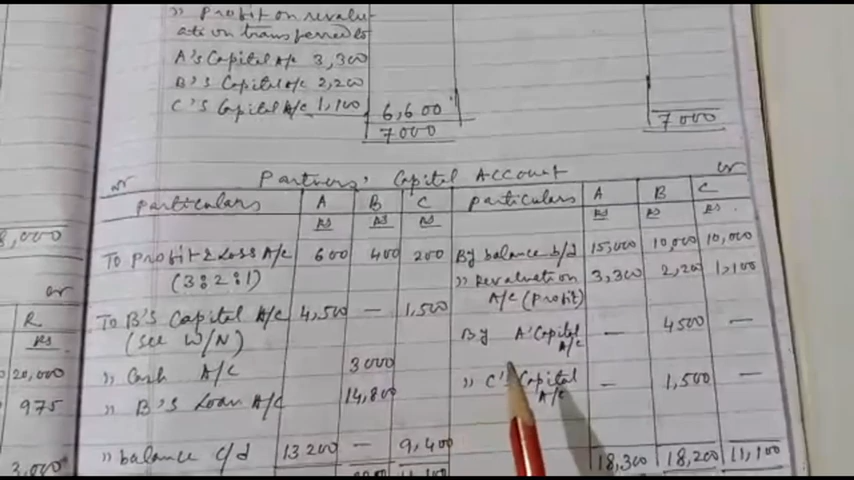 " Profit on revalu-
ation transferred to
A's Capital A/c 3,300
B'S Capital A/c 2,200
C'S Capital A/c 1,100 6,600
7000 7000
Partners' Capital Account
Dr Cr
Particulars A B C Particulars A B C
Rs Rs Rs Rs Rs Rs
To Profit & Loss A/c 600 400 200 By balance b/d 15,000 10,000 10,000
(3:2:1) " Revaluation 3,300 2,200 1,100
A/c (Profit)
To B'S Capital A/c 4,500 — 1,500
(See W/N) By A'Capital — 4500 —
A/c
" Cash A/c 3000
" C's Capital — 1,500 —
A/c
" B's Loan A/c 14,800
" balance c/d 13200 — 9,400
18,300 18,200 11,100
8,000
Cr
R
Rs
20,000
975
3,000